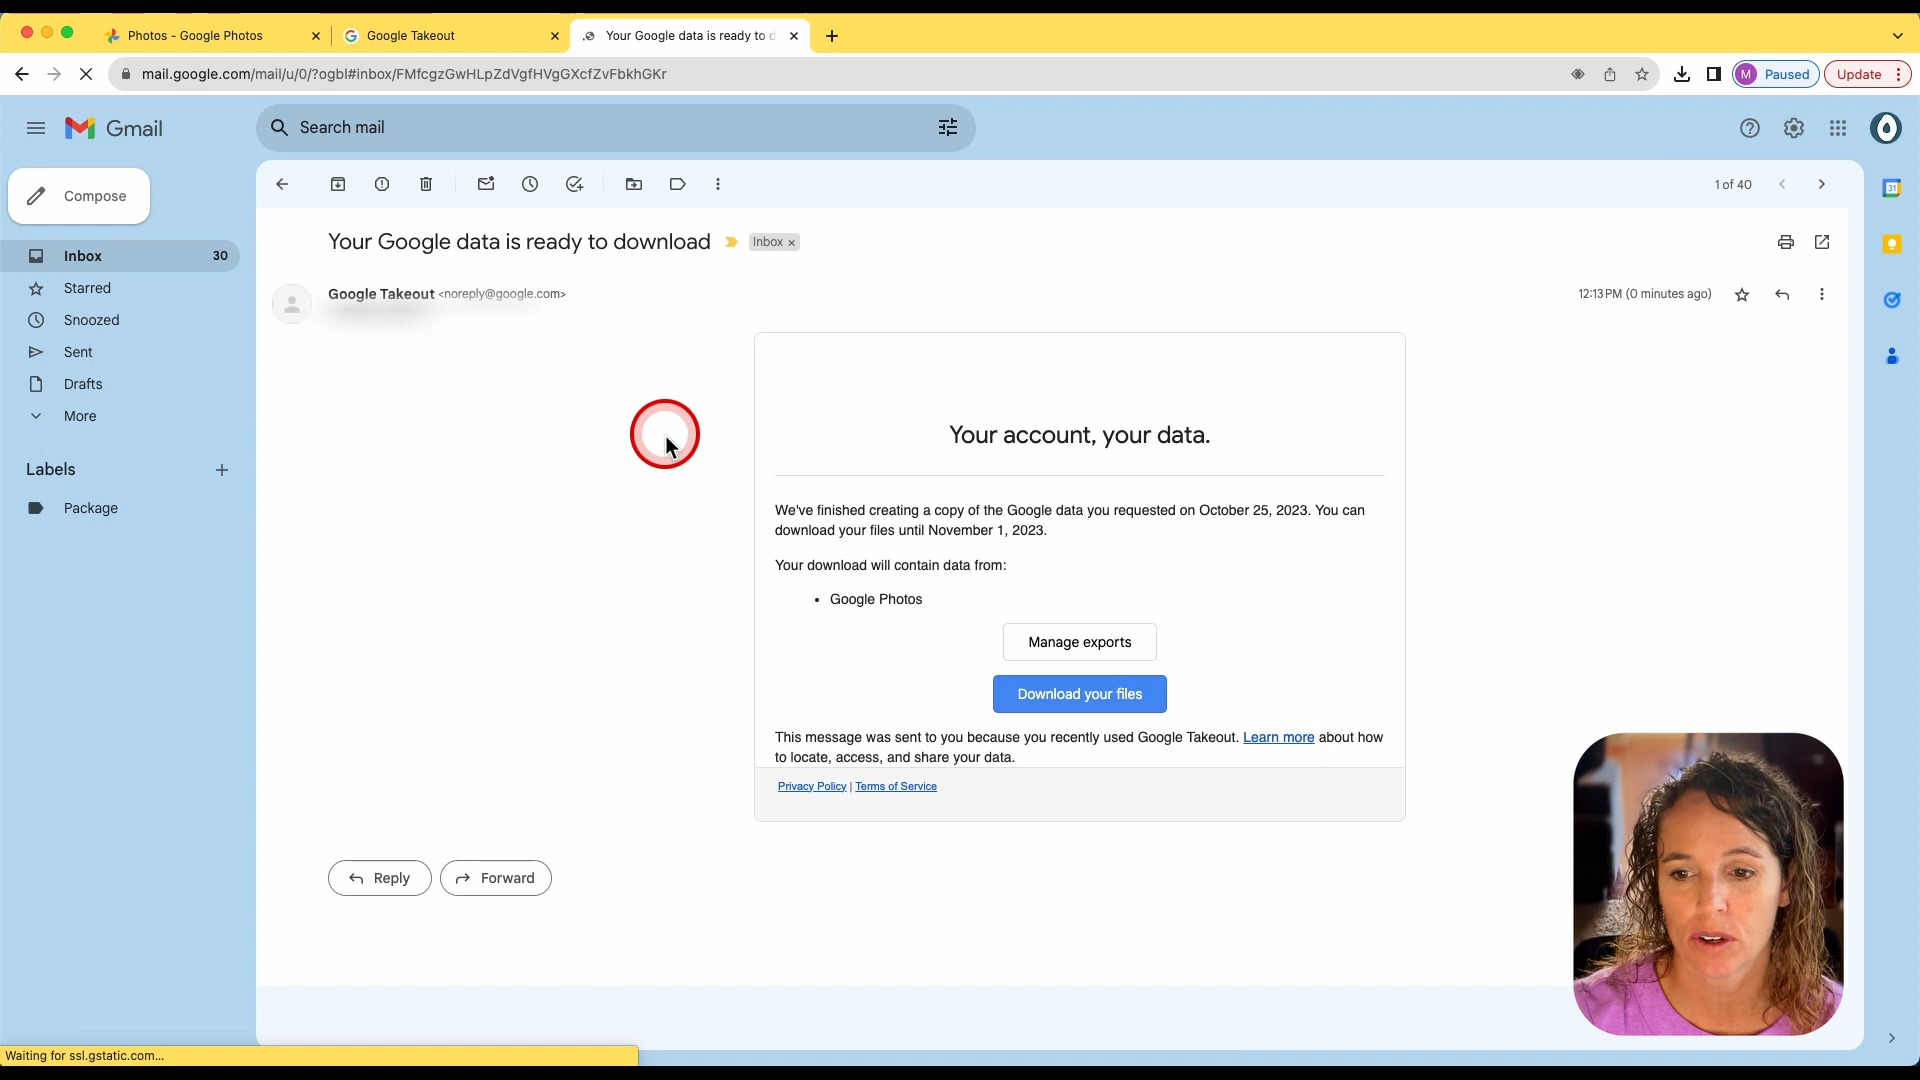 Photos - Google Photos
Google Takeout
Your Google data is ready to d
mail.google.com/mail/u/0/?ogbl#inbox/FMfcgzGwHLpZdVgfHVgGXcfZvFbkhGKr
M Paused
Update
Gmail
Search mail
Compose
1 of 40
Inbox 30
Starred
Snoozed
Sent
Drafts
More
Labels
Package
Your Google data is ready to download
Inbox x
Google Takeout <noreply@google.com>
12:13 PM (0 minutes ago)
31
Your account, your data.
We've finished creating a copy of the Google data you requested on October 25, 2023. You can
download your files until November 1, 2023.
Your download will contain data from:
• Google Photos
Manage exports
Download your files
This message was sent to you because you recently used Google Takeout. Learn more about how
to locate, access, and share your data.
Privacy Policy | Terms of Service
Reply
Forward
Waiting for ssl.gstatic.com...